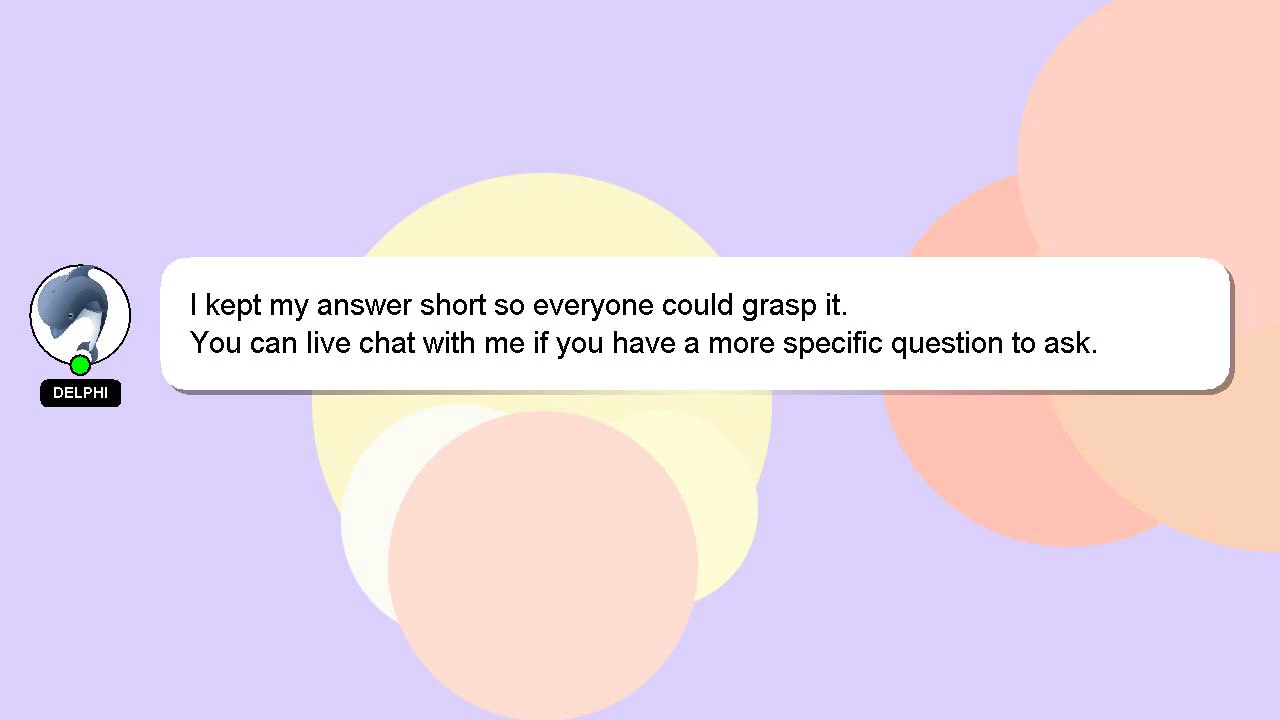 I kept my answer short so everyone could grasp it.
You can live chat with me if you have a more specific question to ask.
DELPHI